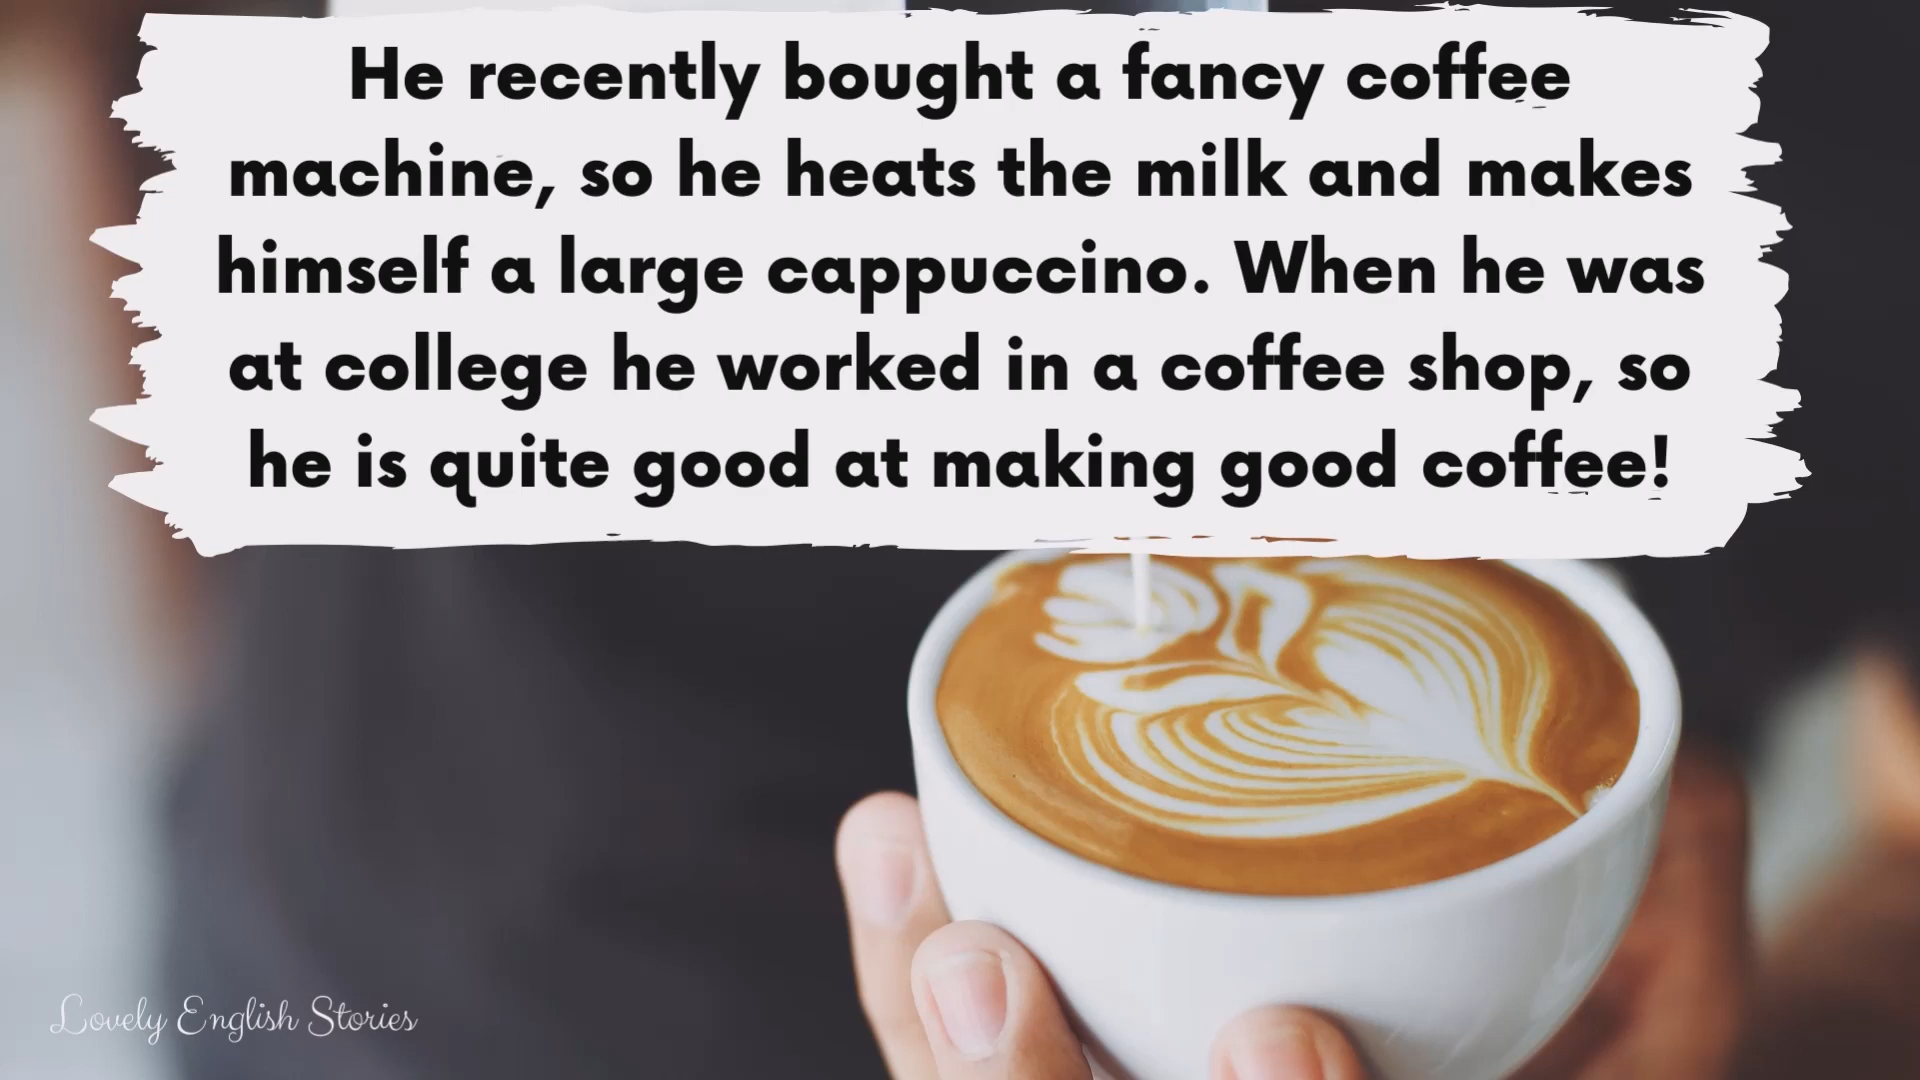 He recently bought a fancy coffee
machine, so he heats the milk and makes
himself a large cappuccino. When he was
at college he worked in a coffee shop, so
he is quite good at making good coffee!
Lovely English Stories